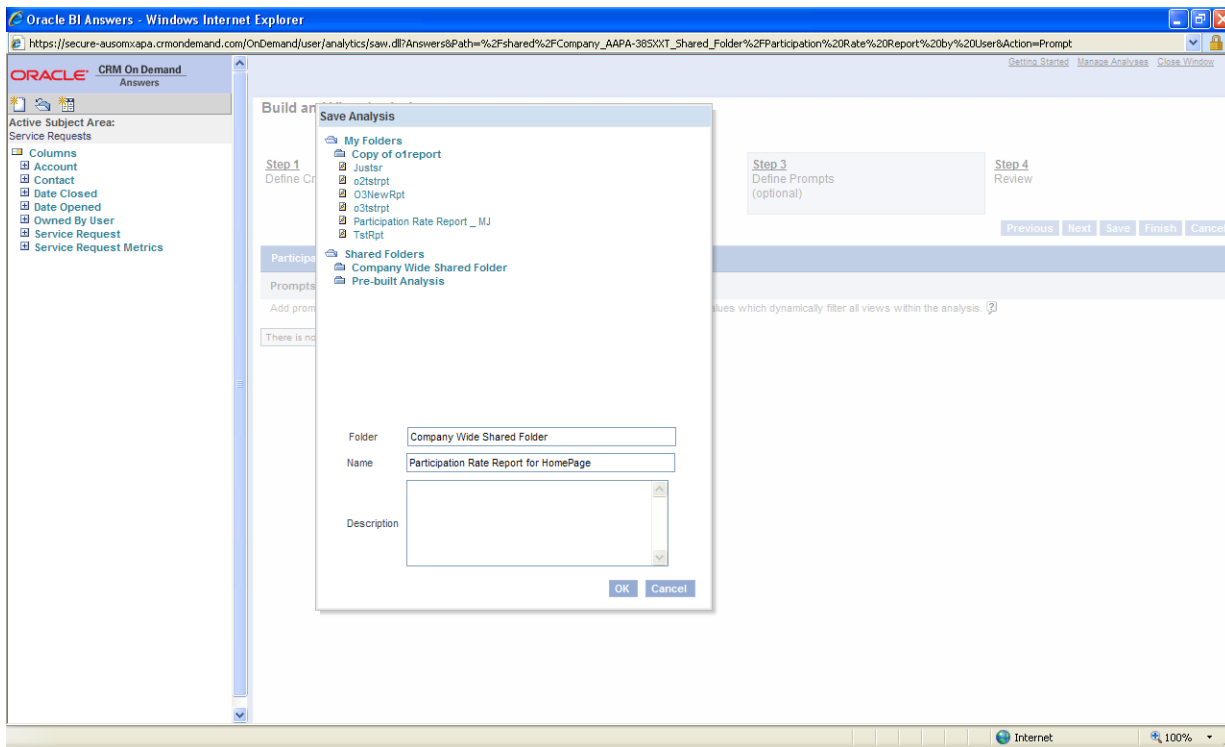 Oracle BI Answers - Windows Internet Explorer
https://secure-ausomxapa.crmondemand.com/OnDemand/user/analytics/saw.dll?Answers&Path=%2Fshared%2FCompany_AAPA-38SXXT_Shared_Folder%2FParticipation%20Rate%20Report%20by%20User&Action=Prompt
ORACLE CRM On Demand
Answers
Getting Started Manage Analyses Close Window
Active Subject Area:
Service Requests
Columns
Account
Contact
Date Closed
Date Opened
Owned By User
Service Request
Service Request Metrics
Build an
Step 1
Define Cr
Step 3
Define Prompts
(optional)
Step 4
Review
Previous Next Save Finish Cancel
Participa
Prompts
Add prom
alues which dynamically filter all views within the analysis.
There is no
Save Analysis
My Folders
Copy of o1report
Justsr
o2tstrpt
O3NewRpt
o3tstrpt
Participation Rate Report _ MJ
TstRpt
Shared Folders
Company Wide Shared Folder
Pre-built Analysis
Folder Company Wide Shared Folder
Name Participation Rate Report for HomePage
Description
OK Cancel
Internet 100%